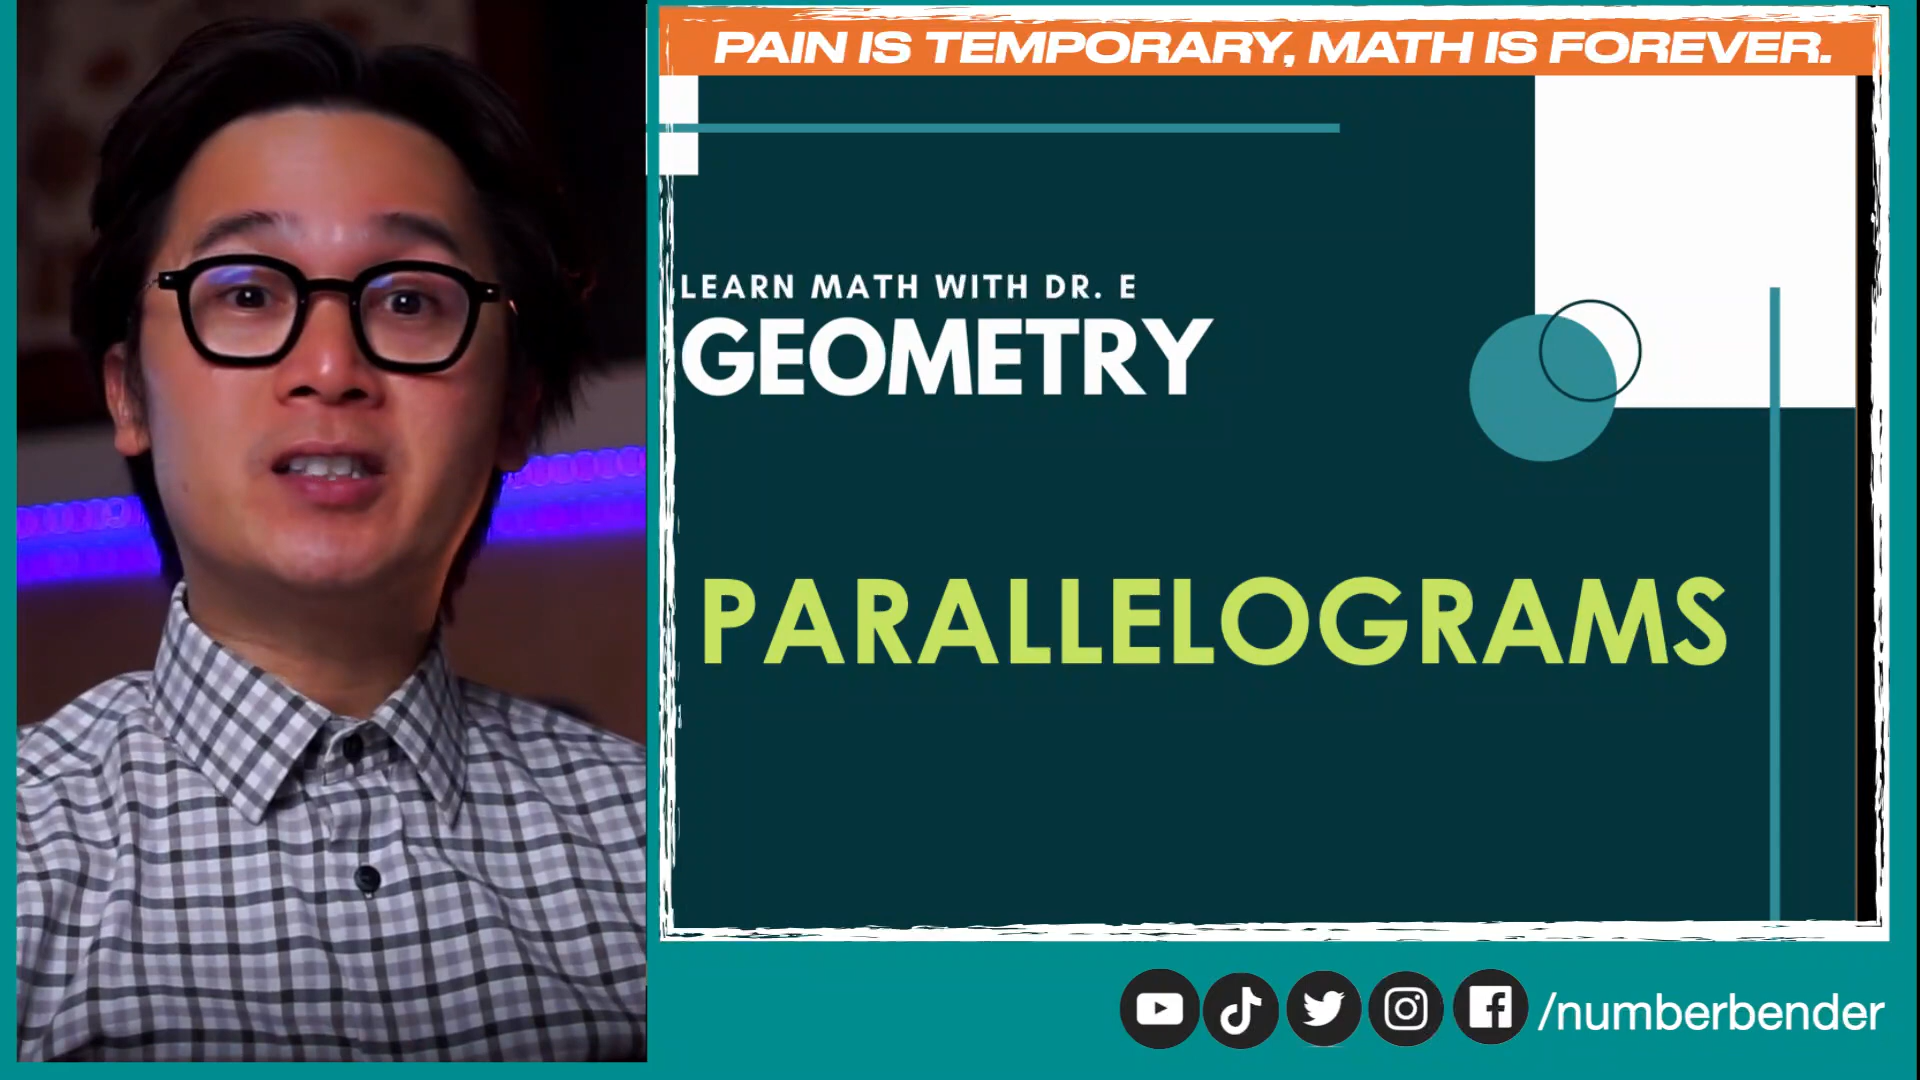 PAIN IS TEMPORARY, MATH IS FOREVER.
LEARN MATH WITH DR. E
GEOMETRY
PARALLELOGRAMS
/numberbender